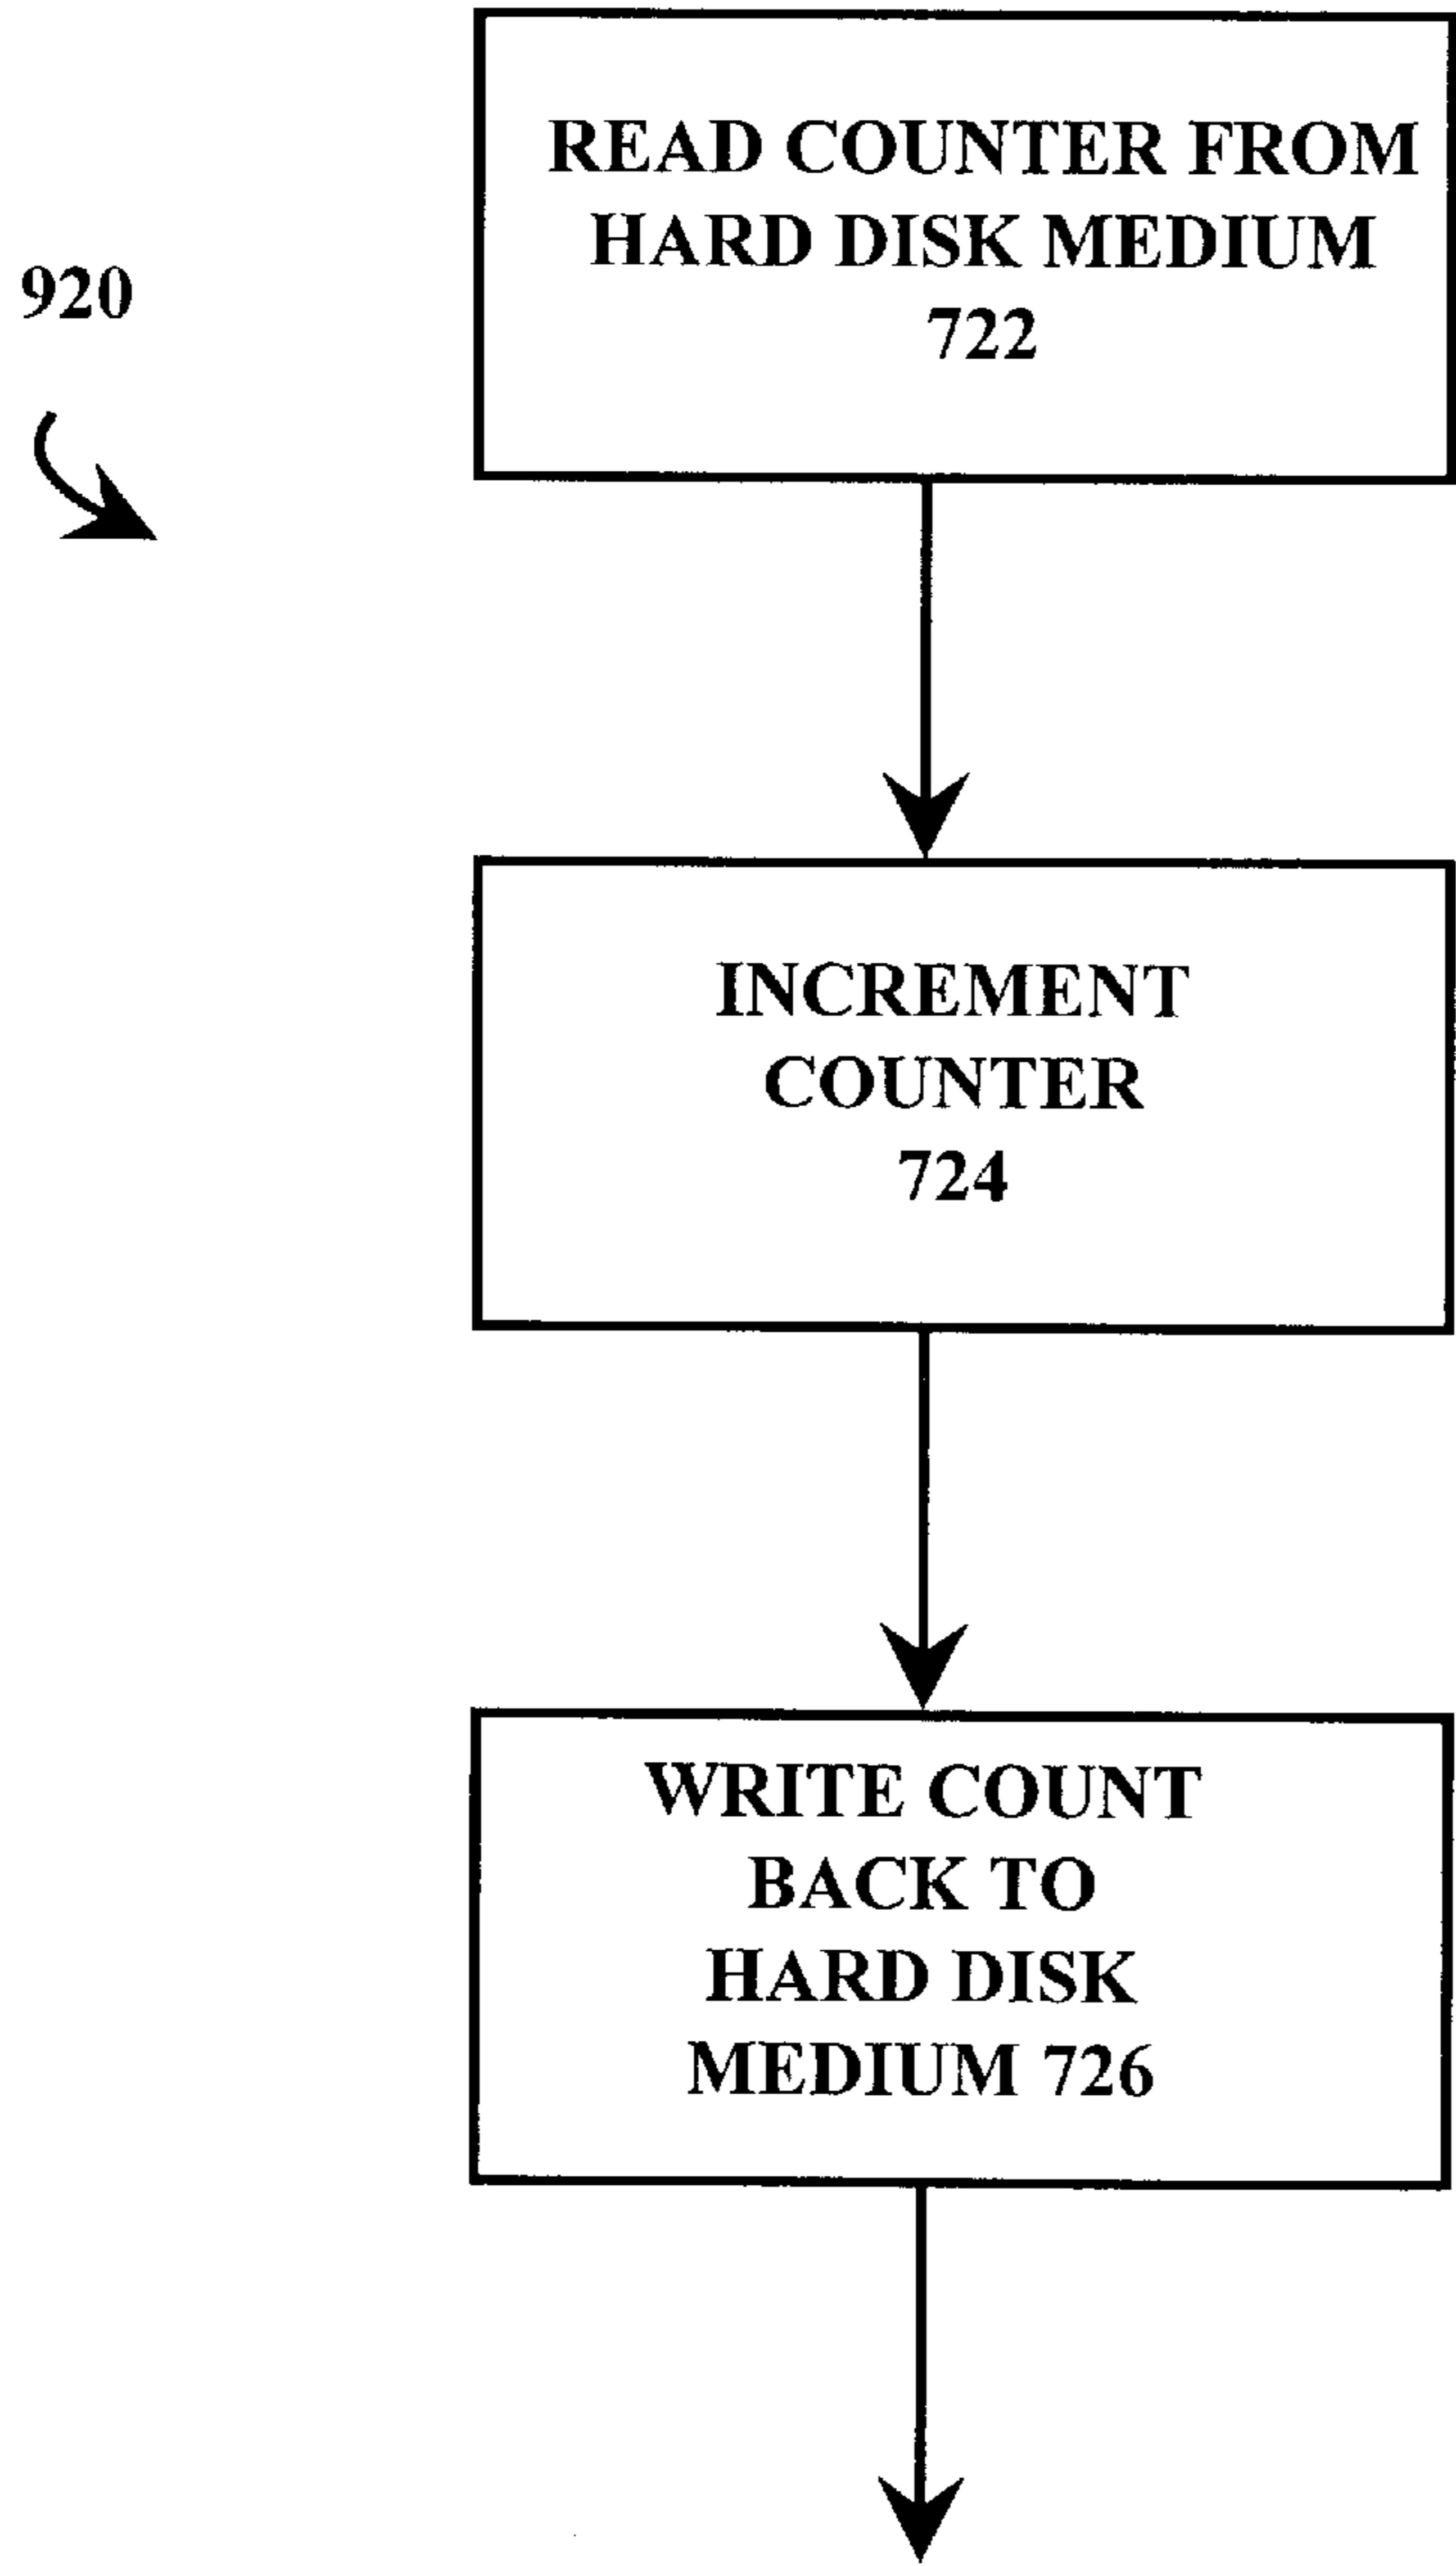 READ COUNTER FROM
HARD DISK MEDIUM
722
920
INCREMENT
COUNTER
724
WRITE COUNT
BACK TO
HARD DISK
MEDIUM 726